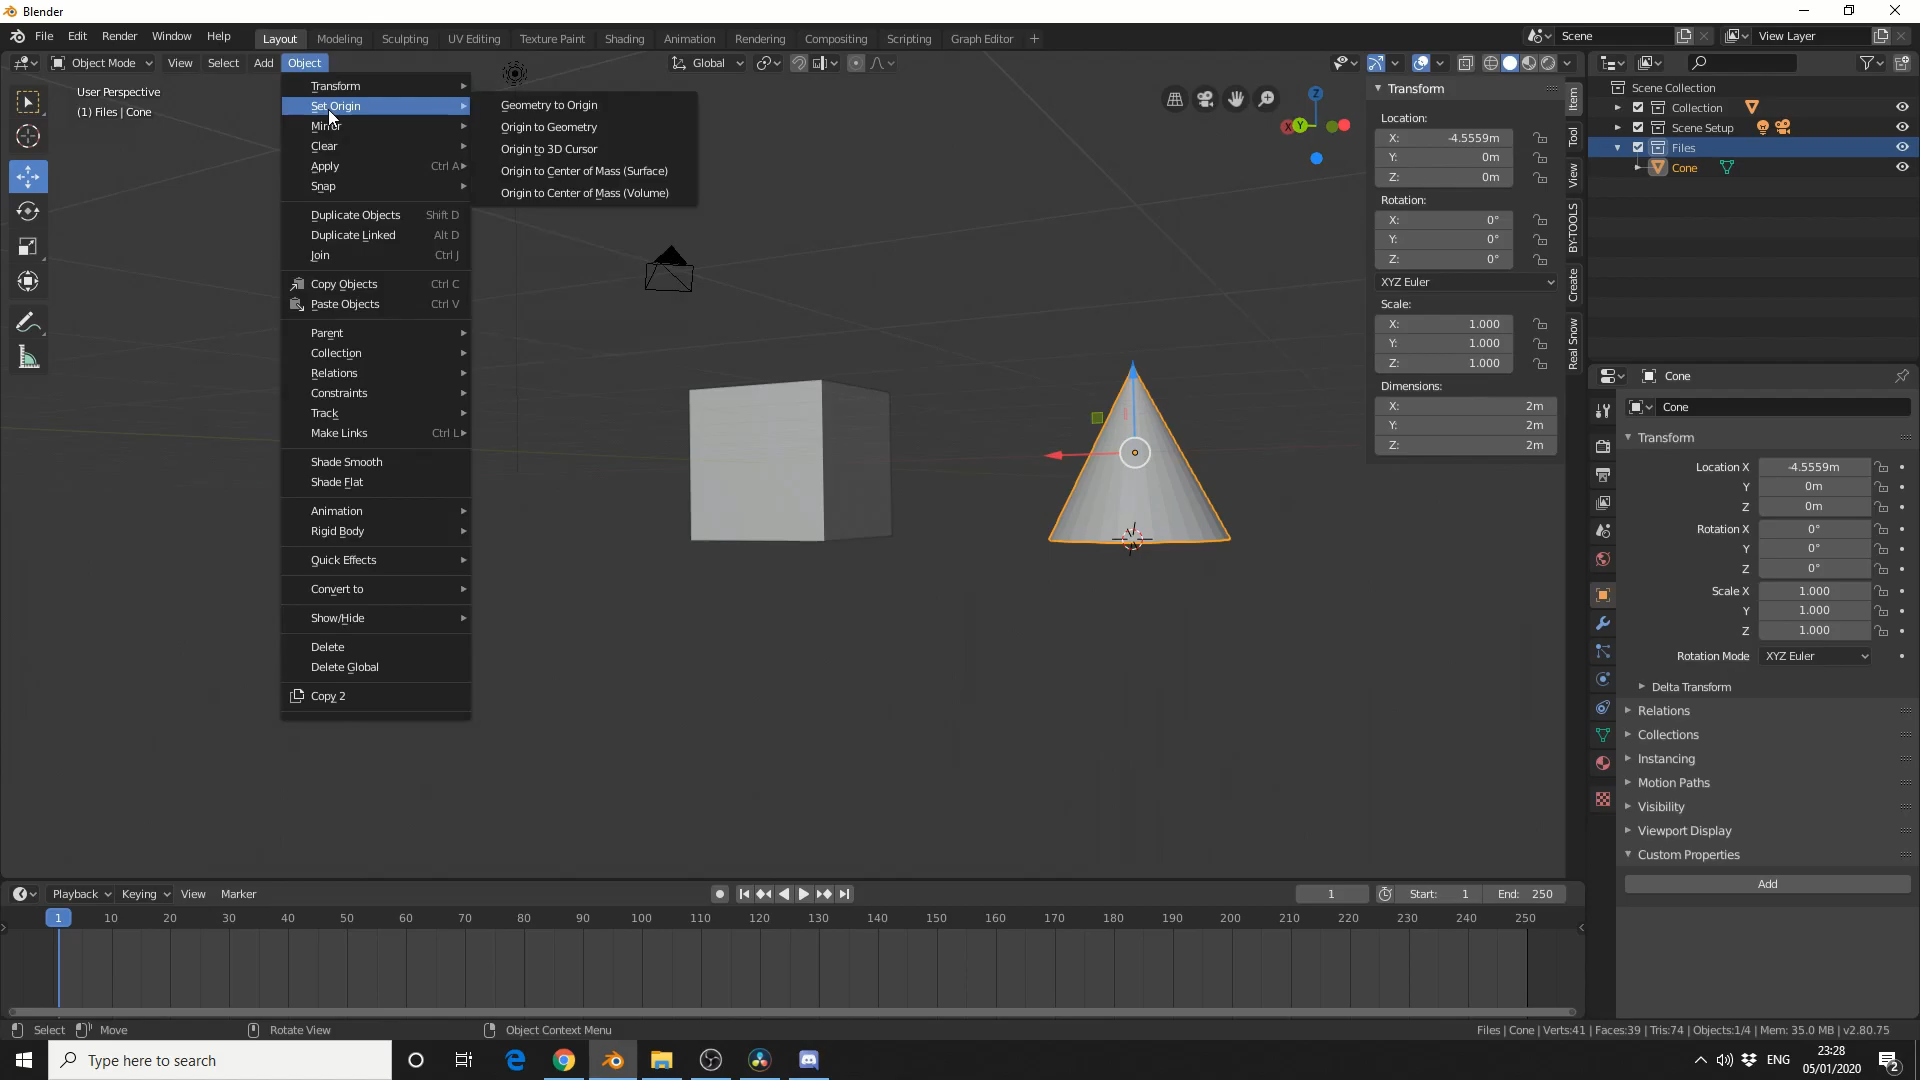 Blender
File Edit Render Window Help
Layout Modeling Sculpting UV Editing Texture Paint Shading Animation Rendering Compositing Scripting Graph Editor +
Scene
View Layer
Object Mode View Select Add Object
Global
User Perspective
(1) Files | Cone
Transform
Set Origin
Mirror
Clear
Apply Ctrl A
Snap
Duplicate Objects Shift D
Duplicate Linked Alt D
Join Ctrl J
Copy Objects Ctrl C
Paste Objects Ctrl V
Parent
Collection
Relations
Constraints
Track
Make Links Ctrl L
Shade Smooth
Shade Flat
Animation
Rigid Body
Quick Effects
Convert to
Show/Hide
Delete
Delete Global
Copy 2
Geometry to Origin
Origin to Geometry
Origin to 3D Cursor
Origin to Center of Mass (Surface)
Origin to Center of Mass (Volume)
Z
X Y
Transform
Location:
X: -4.5559m
Y: 0m
Z: 0m
Rotation:
X: 0°
Y: 0°
Z: 0°
XYZ Euler
Scale:
X: 1.000
Y: 1.000
Z: 1.000
Dimensions:
X: 2m
Y: 2m
Z: 2m
Item
Tool
View
BY-TOOLS
Create
Real Snow
Scene Collection
Collection
Scene Setup
Files
Cone
Cone
Cone
Transform
Location X -4.5559m
Y 0m
Z 0m
Rotation X 0°
Y 0°
Z 0°
Scale X 1.000
Y 1.000
Z 1.000
Rotation Mode XYZ Euler
Delta Transform
Relations
Collections
Instancing
Motion Paths
Visibility
Viewport Display
Custom Properties
Add
Playback Keying View Marker
1 Start: 1 End: 250
1 10 20 30 40 50 60 70 80 90 100 110 120 130 140 150 160 170 180 190 200 210 220 230 240 250
Select Move Rotate View Object Context Menu
Files | Cone | Verts:41 | Faces:39 | Tris:74 | Objects:1/4 | Mem: 35.0 MB | v2.80.75
Type here to search
ENG
23:28
05/01/2020
2